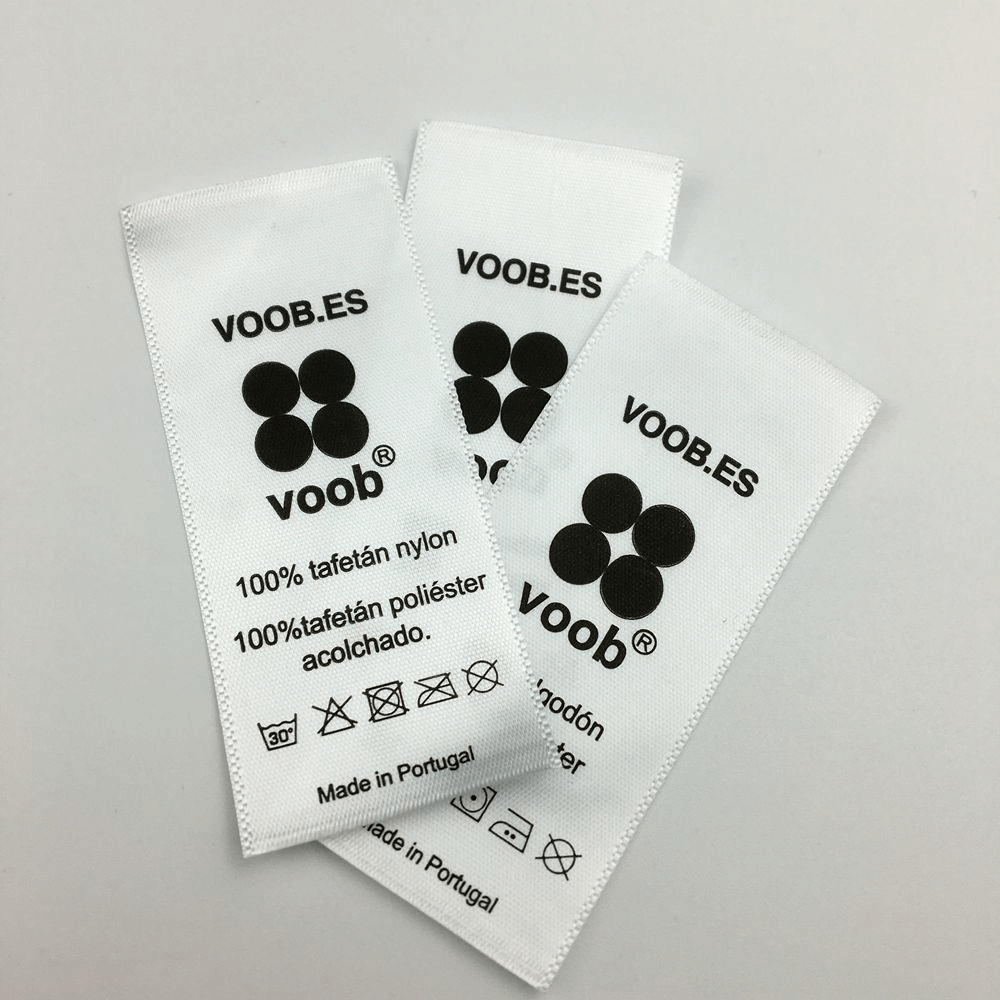 VOOB.ES
voob®
100% tafetán nylon
100%tafetán poliéster
acolchado.
30°
Made in Portugal
VOOB.ES
VOOB.ES
voob®
in Portugal